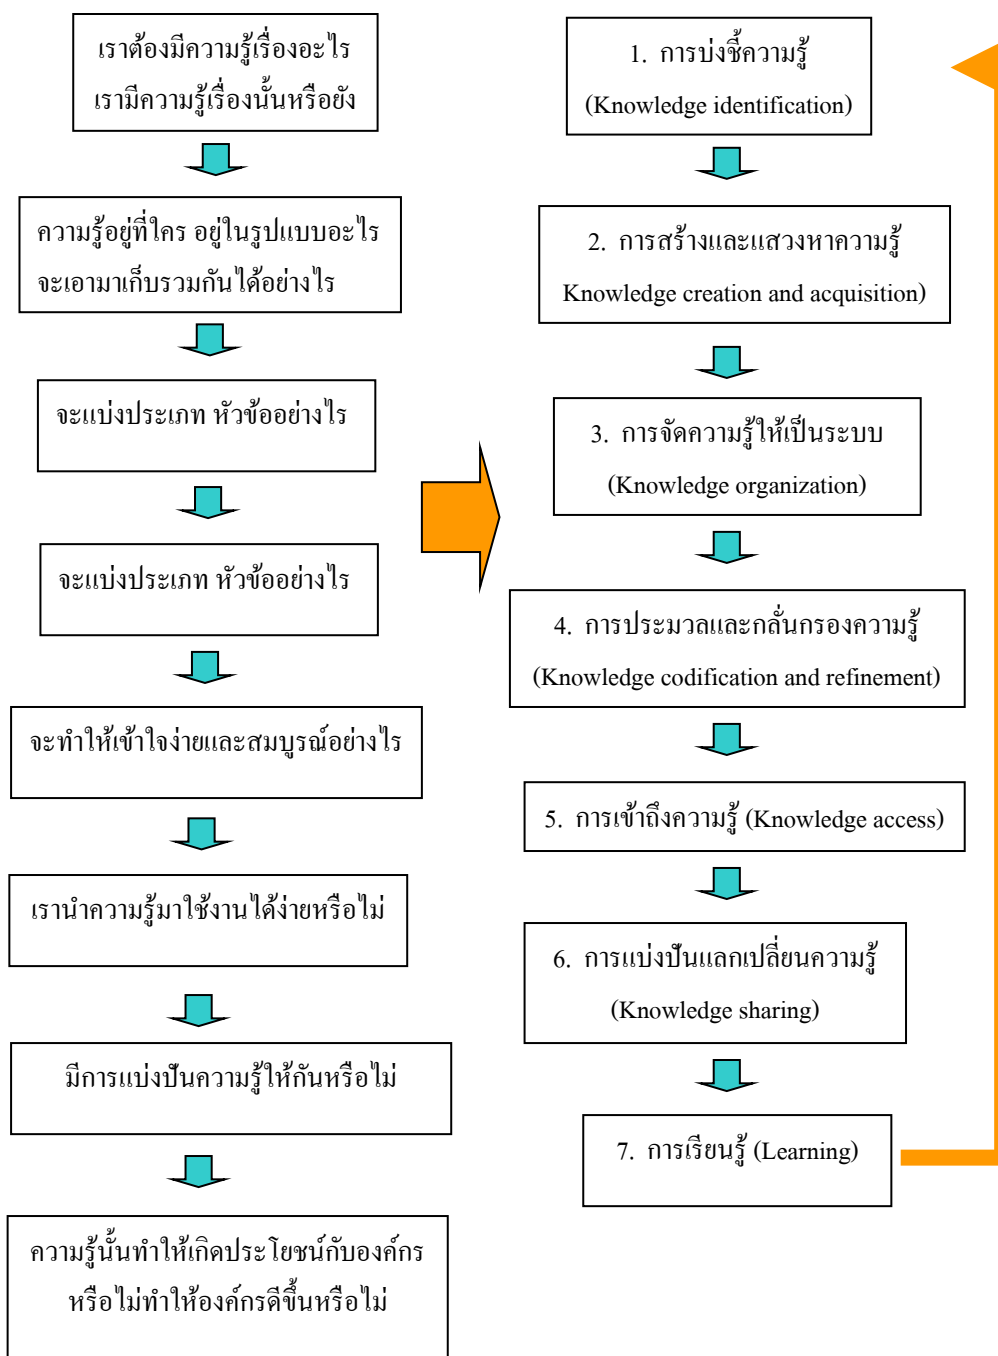 เราต้องมีความรู้เรื่องอะไร
เรามีความรู้เรื่องนั้นหรือยัง
ความรู้อยู่ที่ใคร อยู่ในรูปแบบอะไร
จะเอามาเก็บรวมกันได้อย่างไร
จะแบ่งประเภท หัวข้ออย่างไร
จะแบ่งประเภท หัวข้ออย่างไร
จะทำให้เข้าใจง่ายและสมบูรณ์อย่างไร
เรานำความรู้มาใช้งานได้ง่ายหรือไม่
มีการแบ่งปันความรู้ให้กันหรือไม่
ความรู้นั้นทำให้เกิดประโยชน์กับองค์กร
หรือไม่ทำให้องค์กรดีขึ้นหรือไม่
1. การบ่งชี้ความรู้
(Knowledge identification)
2. การสร้างและแสวงหาความรู้
Knowledge creation and acquisition)
3. การจัดความรู้ให้เป็นระบบ
(Knowledge organization)
4. การประมวลและกลั่นกรองความรู้
(Knowledge codification and refinement)
5. การเข้าถึงความรู้ (Knowledge access)
6. การแบ่งปันแลกเปลี่ยนความรู้
(Knowledge sharing)
7. การเรียนรู้ (Learning)